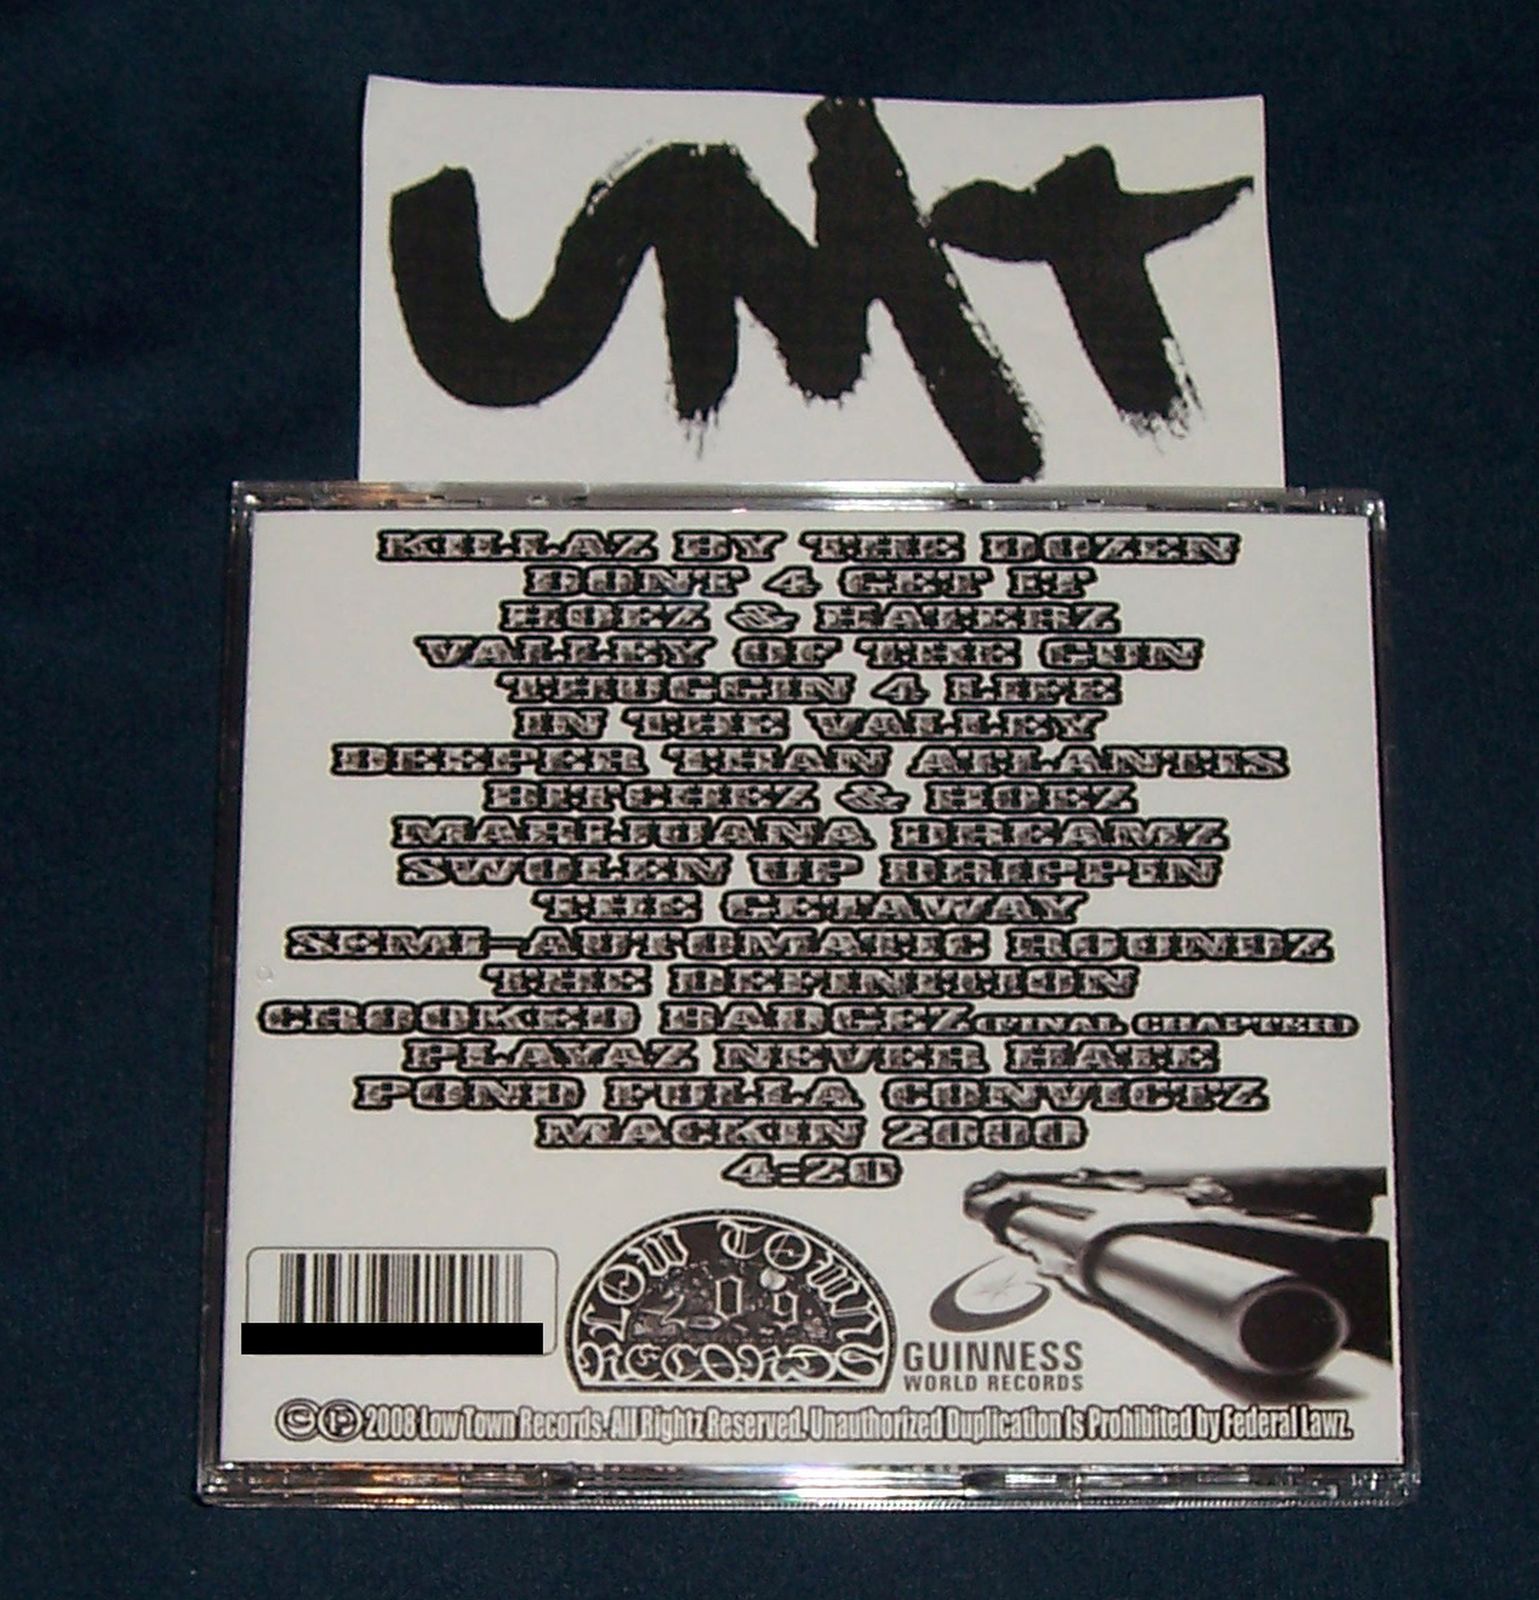 UMT
KILLAZ BY THE DOZEN
DONT 4 GET IT
HOEZ & HATERZ
VALLEY OF THE GUN
THUGGIN 4 LIFE
IN THE VALLEY
DEEPER THAN ATLANTIS
BITCHEZ & HOEZ
MARIJUANA DREAMZ
SWOLEN UP DRIPPIN
THE GETAWAY
SEMI-AUTOMATIC ROUNDZ
THE DEFINITION
CROOKED BADGEZ (FINAL CHAPTER)
PLAYAZ NEVER HATE
POND FULLA CONVICTZ
MACKIN 2000
4:20
LOW TOWN
2.0.9
RECORDS
GUINNESS
WORLD RECORDS
©℗ 2008 Low Town Records. All Rightz Reserved. Unauthorized Duplication Is Prohibited by Federal Lawz.